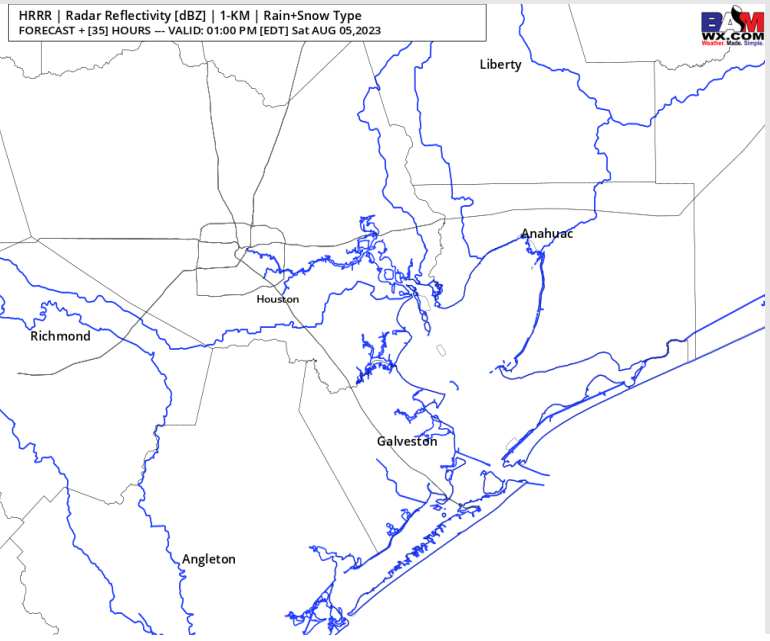 HRRR | Radar Reflectivity [dBZ] | 1-KM | Rain+Snow Type
FORECAST + [35] HOURS --- VALID: 01:00 PM [EDT] Sat AUG 05,2023
BAM
WX.COM
Weather. Made. Simple.
Liberty
Anahuac
Houston
Richmond
Galveston
Angleton